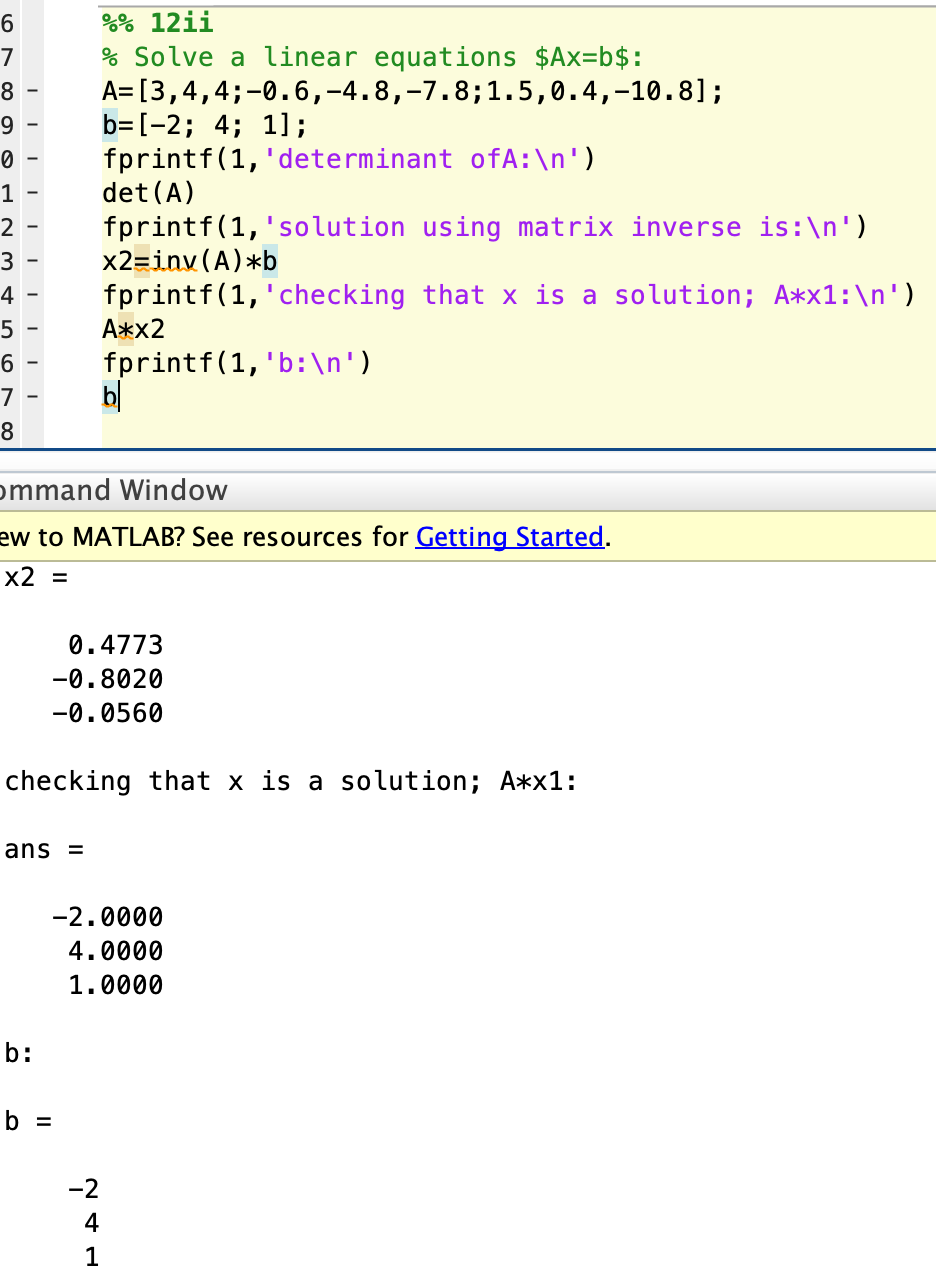 6 %% 12ii
7 % Solve a linear equations $Ax=b$:
8 – A=[3,4,4;-0.6,-4.8,-7.8;1.5,0.4,-10.8];
9 – b=[-2; 4; 1];
0 – fprintf(1,'determinant ofA:\n')
1 – det(A)
2 – fprintf(1,'solution using matrix inverse is:\n')
3 – x2=inv(A)*b
4 – fprintf(1,'checking that x is a solution; A*x1:\n')
5 – A*x2
6 – fprintf(1,'b:\n')
7 – b
8
ommand Window
ew to MATLAB? See resources for Getting Started.
x2 =
0.4773
-0.8020
-0.0560
checking that x is a solution; A*x1:
ans =
-2.0000
4.0000
1.0000
b:
b =
-2
4
1